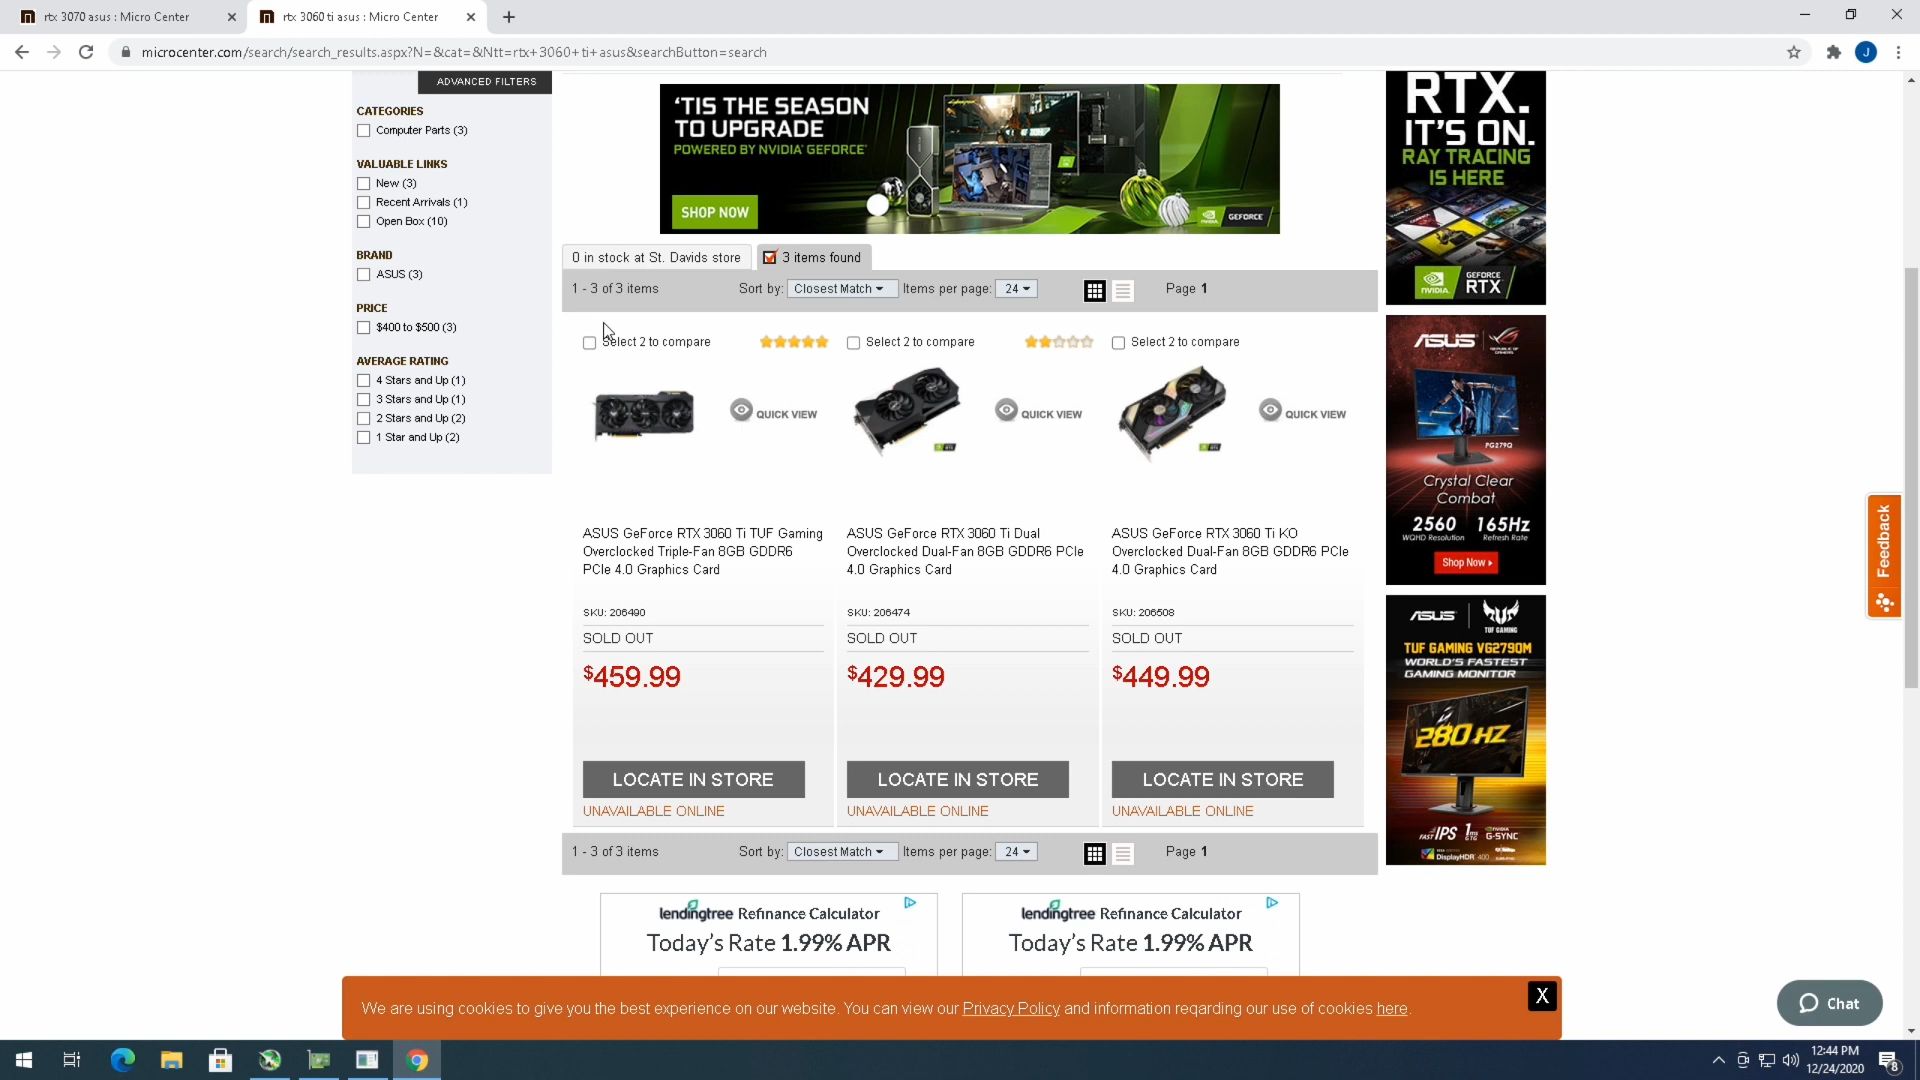 rtx 3070 asus : Micro Center
rtx 3060 ti asus : Micro Center
microcenter.com/search/search_results.aspx?N=&cat=&Ntt=rtx+3060+ti+asus&searchButton=search
J
ADVANCED FILTERS
CATEGORIES
Computer Parts (3)
VALUABLE LINKS
New (3)
Recent Arrivals (1)
Open Box (10)
BRAND
ASUS (3)
PRICE
$400 to $500 (3)
AVERAGE RATING
4 Stars and Up (1)
3 Stars and Up (1)
2 Stars and Up (2)
1 Star and Up (2)
'TIS THE SEASON
TO UPGRADE
POWERED BY NVIDIA® GEFORCE®
SHOP NOW
NVIDIA GEFORCE
0 in stock at St. Davids store
3 items found
1 - 3 of 3 items
Sort by: Closest Match
Items per page: 24
Page 1
Select 2 to compare
Select 2 to compare
Select 2 to compare
QUICK VIEW
QUICK VIEW
QUICK VIEW
ASUS GeForce RTX 3060 Ti TUF Gaming
Overclocked Triple-Fan 8GB GDDR6
PCIe 4.0 Graphics Card
SKU: 206490
SOLD OUT
$459.99
LOCATE IN STORE
UNAVAILABLE ONLINE
ASUS GeForce RTX 3060 Ti Dual
Overclocked Dual-Fan 8GB GDDR6 PCIe
4.0 Graphics Card
SKU: 206474
SOLD OUT
$429.99
LOCATE IN STORE
UNAVAILABLE ONLINE
ASUS GeForce RTX 3060 Ti KO
Overclocked Dual-Fan 8GB GDDR6 PCIe
4.0 Graphics Card
SKU: 206508
SOLD OUT
$449.99
LOCATE IN STORE
UNAVAILABLE ONLINE
1 - 3 of 3 items
Sort by: Closest Match
Items per page: 24
Page 1
RTX.
IT'S ON.
RAY TRACING
IS HERE
NVIDIA
GEFORCE
RTX
ASUS
REPUBLIC OF
GAMERS
PG279Q
Crystal Clear
Combat
2560 165Hz
WQHD Resolution Refresh Rate
Shop Now
ASUS
TUF GAMING
TUF GAMING VG279QM
WORLD'S FASTEST
GAMING MONITOR
280 HZ
FAST IPS 1ms GTG NVIDIA G-SYNC
DisplayHDR 400
Feedback
lendingtree Refinance Calculator
Today's Rate 1.99% APR
lendingtree Refinance Calculator
Today's Rate 1.99% APR
We are using cookies to give you the best experience on our website. You can view our Privacy Policy and information regarding our use of cookies here.
X
Chat
12:44 PM
12/24/2020
8